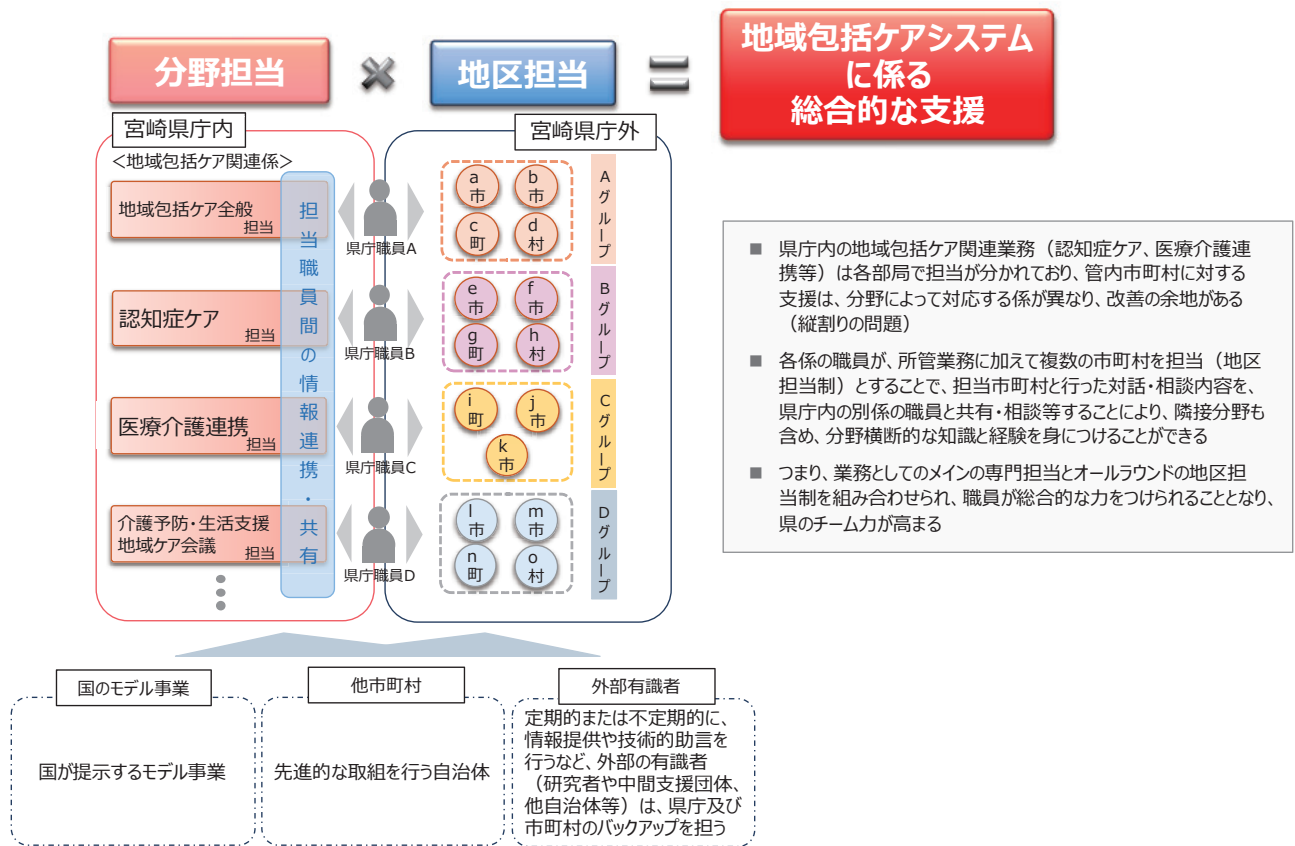 分野担当
×
地区担当
=
地域包括ケアシステム
に係る
総合的な支援
宮崎県庁内
<地域包括ケア関連係>
地域包括ケア全般
担当
認知症ケア
担当
医療介護連携
担当
介護予防・生活支援
地域ケア会議
担当
担当職員間の情報連携・共有
県庁職員A
県庁職員B
県庁職員C
県庁職員D
宮崎県庁外
a
市
b
市
c
町
d
村
Aグループ
e
市
f
市
g
町
h
村
Bグループ
i
町
j
市
k
市
Cグループ
l
市
m
市
n
町
o
村
Dグループ
■ 県庁内の地域包括ケア関連業務（認知症ケア、医療介護連
携等）は各部局で担当が分かれており、管内市町村に対する
支援は、分野によって対応する係が異なり、改善の余地がある
（縦割りの問題）
■ 各係の職員が、所管業務に加えて複数の市町村を担当（地区
担当制）とすることで、担当市町村と行った対話・相談内容を、
県庁内の別係の職員と共有・相談等することにより、隣接分野も
含め、分野横断的な知識と経験を身につけることができる
■ つまり、業務としてのメインの専門担当とオールラウンドの地区担
当制を組み合わせられ、職員が総合的な力をつけられることとなり、
県のチーム力が高まる
国のモデル事業
国が提示するモデル事業
他市町村
先進的な取組を行う自治体
外部有識者
定期的または不定期的に、
情報提供や技術的助言を
行うなど、外部の有識者
（研究者や中間支援団体、
他自治体等）は、県庁及び
市町村のバックアップを担う